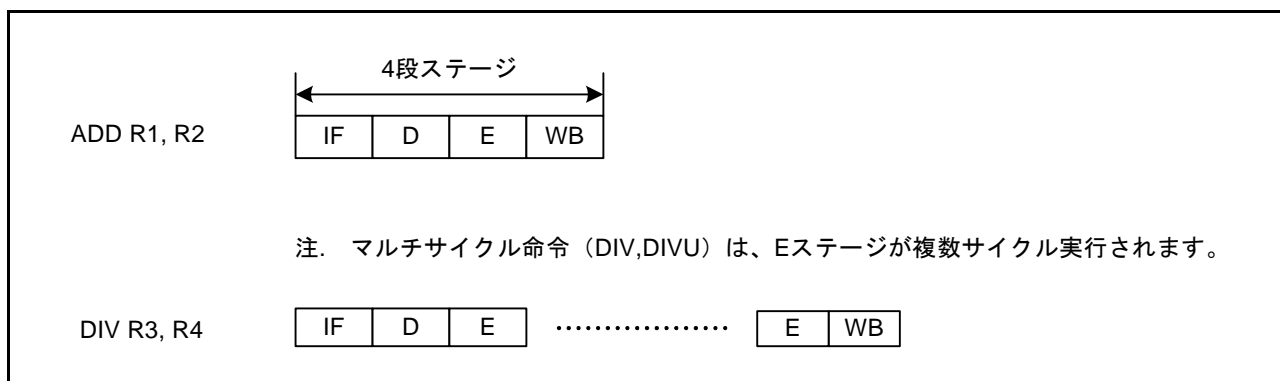 4段ステージ
ADD R1, R2 IF D E WB
注. マルチサイクル命令（DIV,DIVU）は、Eステージが複数サイクル実行されます。
DIV R3, R4 IF D E ‥‥‥‥‥‥ E WB